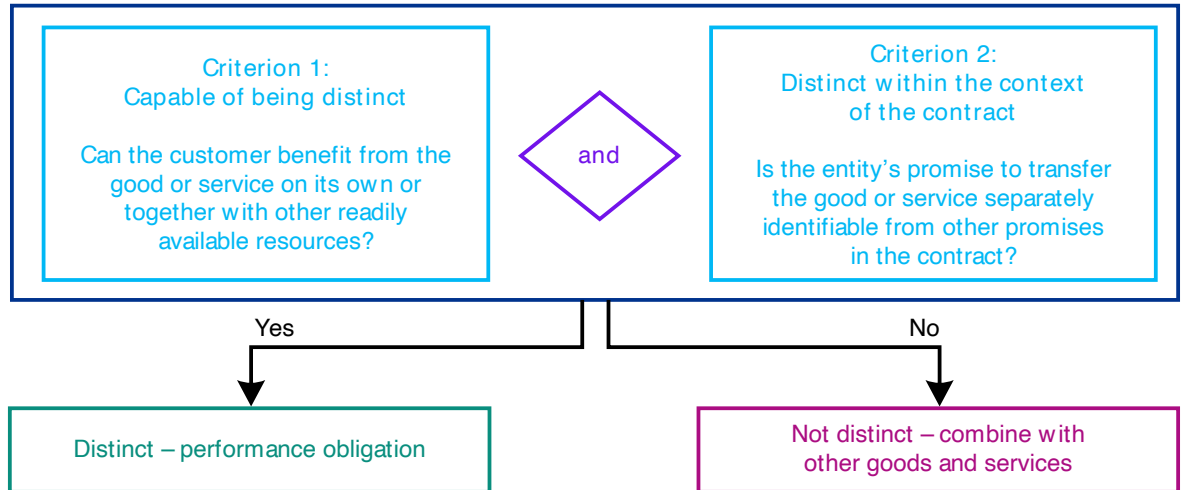 Criterion 1:
Capable of being distinct
Can the customer benefit from the
good or service on its own or
together with other readily
available resources?
and
Criterion 2:
Distinct within the context
of the contract
Is the entity’s promise to transfer
the good or service separately
identifiable from other promises
in the contract?
Yes
No
Distinct – performance obligation
Not distinct – combine with
other goods and services